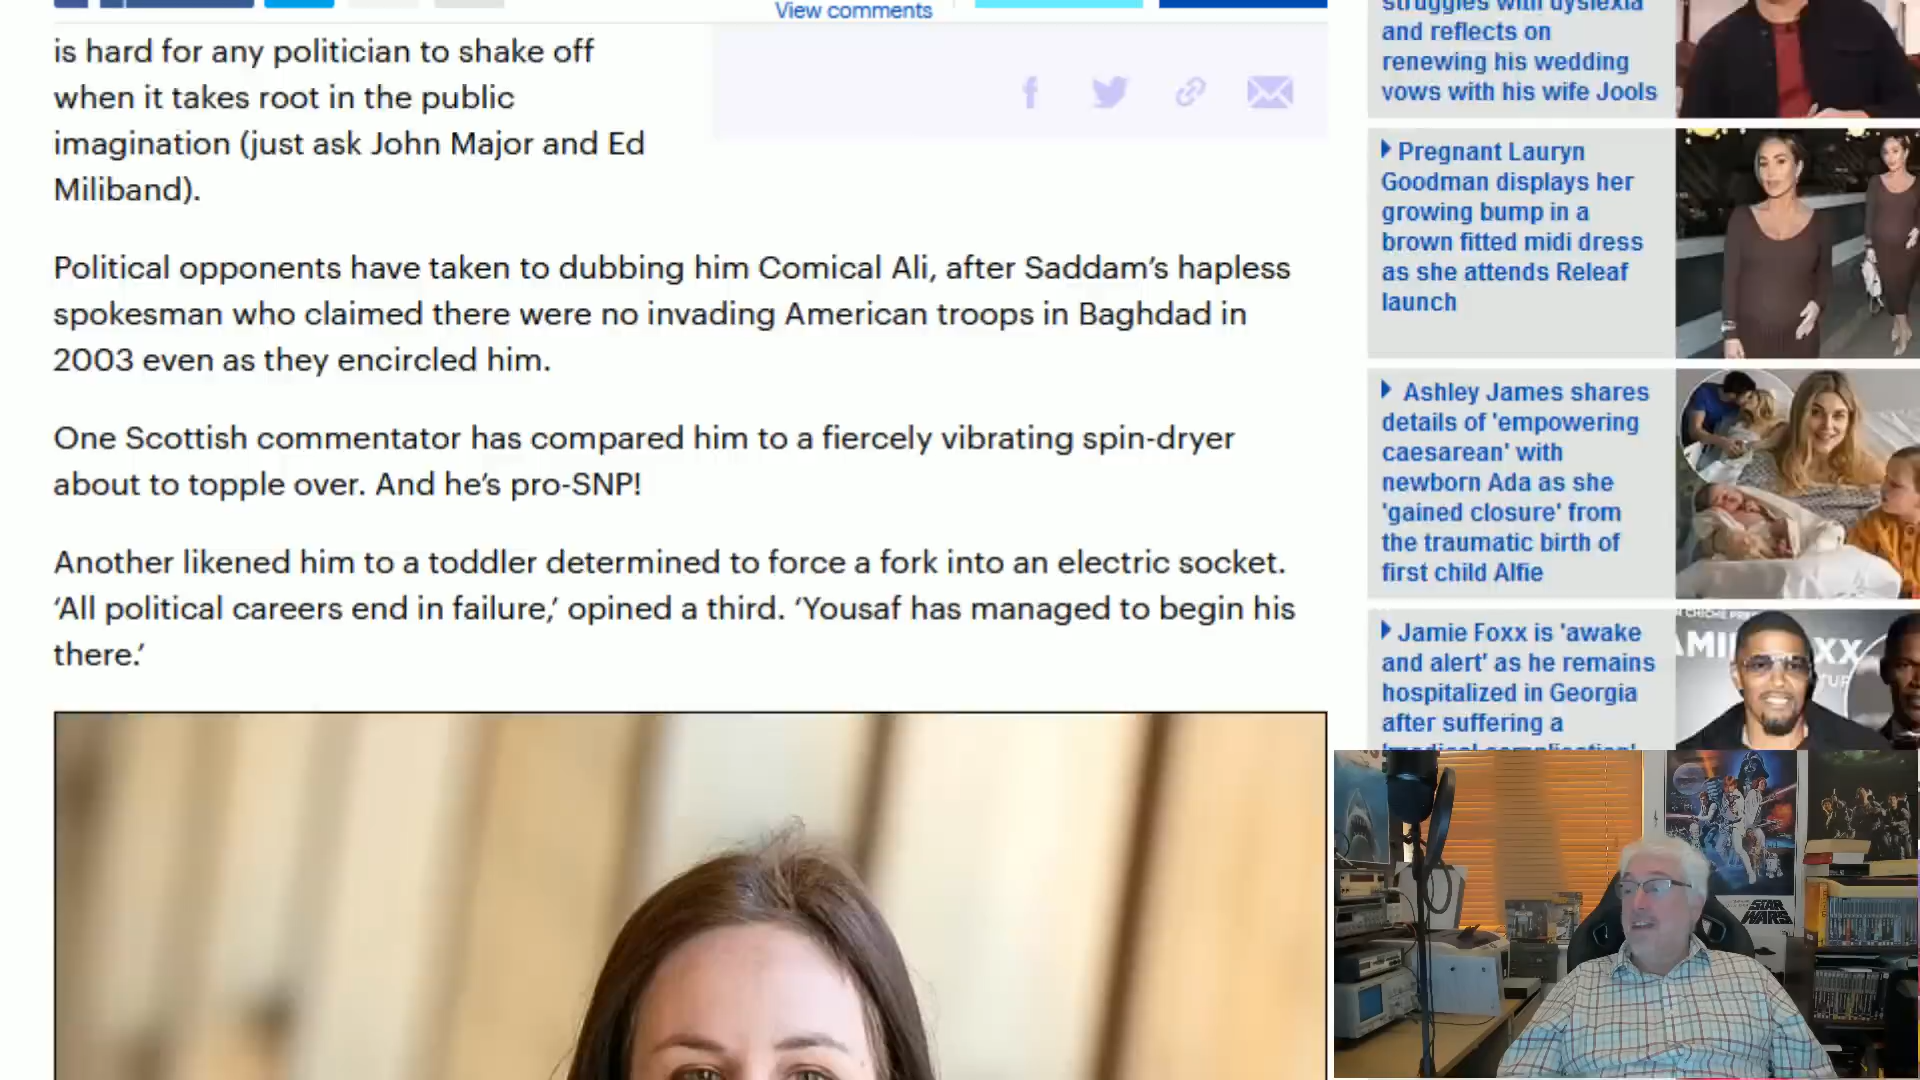 View comments
is hard for any politician to shake off
when it takes root in the public
imagination (just ask John Major and Ed
Miliband).
Political opponents have taken to dubbing him Comical Ali, after Saddam’s hapless
spokesman who claimed there were no invading American troops in Baghdad in
2003 even as they encircled him.
One Scottish commentator has compared him to a fiercely vibrating spin-dryer
about to topple over. And he’s pro-SNP!
Another likened him to a toddler determined to force a fork into an electric socket.
‘All political careers end in failure,’ opined a third. ‘Yousaf has managed to begin his
there.’
struggles with dyslexia
and reflects on
renewing his wedding
vows with his wife Jools
Pregnant Lauryn
Goodman displays her
growing bump in a
brown fitted midi dress
as she attends Releaf
launch
Ashley James shares
details of 'empowering
caesarean' with
newborn Ada as she
'gained closure' from
the traumatic birth of
first child Alfie
Jamie Foxx is 'awake
and alert' as he remains
hospitalized in Georgia
after suffering a
'medical complication'
STAR
WARS